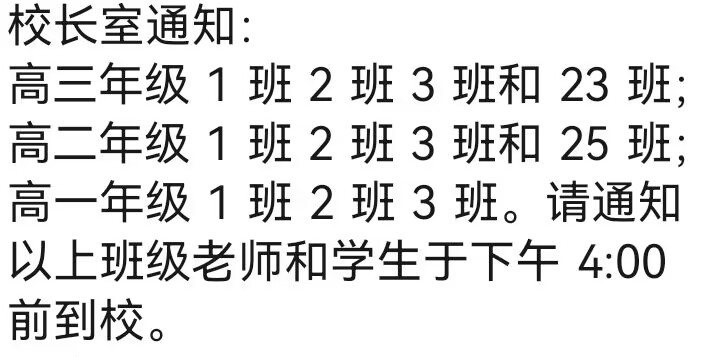 校长室通知:
高三年级 1 班 2 班 3 班和 23 班;
高二年级 1 班 2 班 3 班和 25 班;
高一年级 1 班 2 班 3 班。请通知
以上班级老师和学生于下午 4:00
前到校。